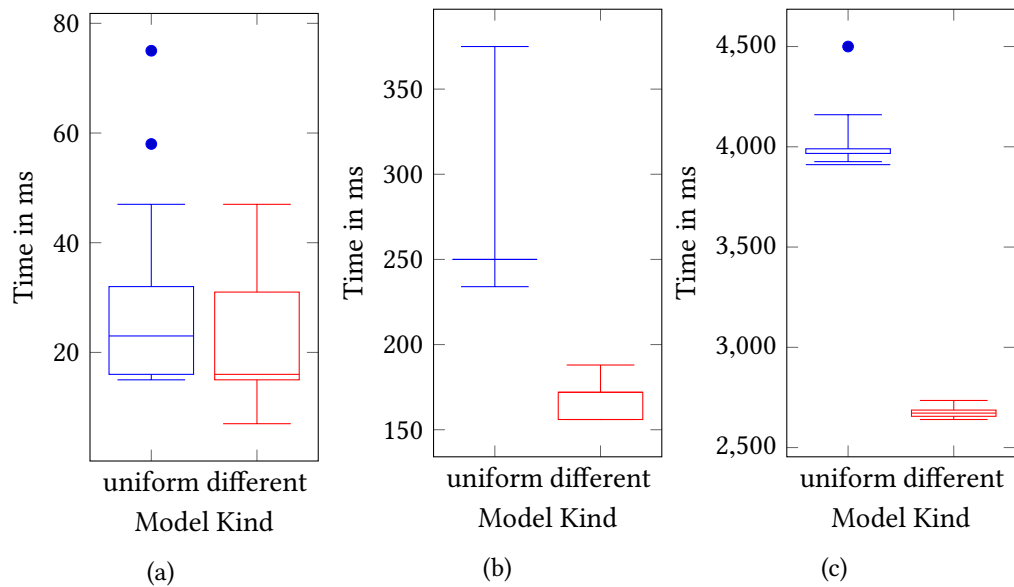 80
60
40
20
Time in ms
uniform different
Model Kind
(a)
350
300
250
200
150
Time in ms
uniform different
Model Kind
(b)
4,500
4,000
3,500
3,000
2,500
Time in ms
uniform different
Model Kind
(c)